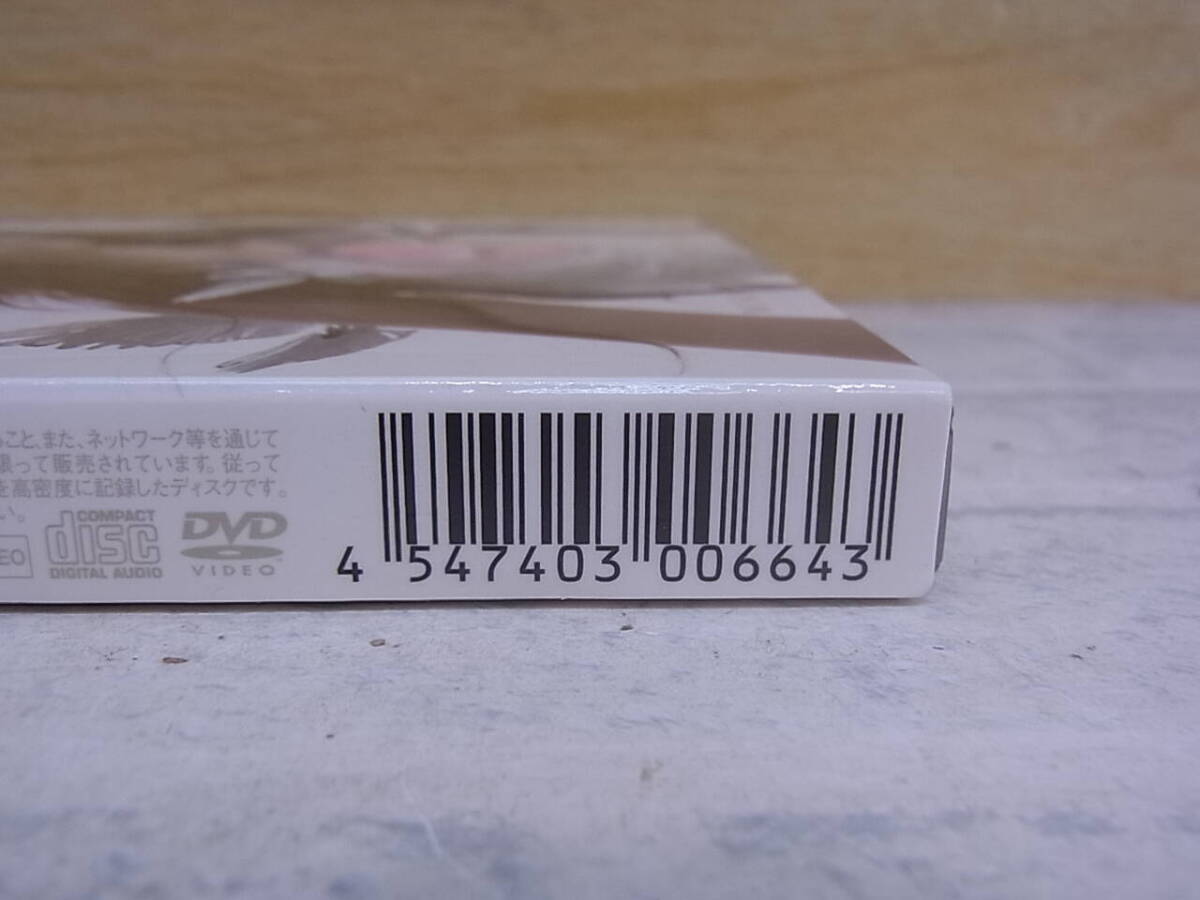 こと、また、ネットワーク等を通じて
限って販売されています。従って
を高密度に記録したディスクです。
い。
EO
COMPACT
disc
DIGITAL AUDIO
DVD
VIDEO
4 547403 006643